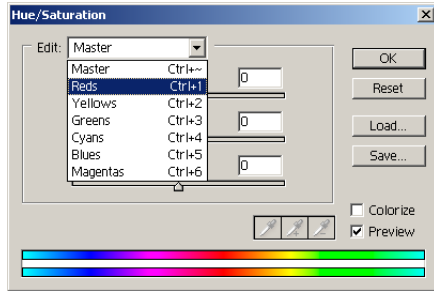 Hue/Saturation
Edit: Master
Master Ctrl+~
Reds Ctrl+1
Yellows Ctrl+2
Greens Ctrl+3
Cyans Ctrl+4
Blues Ctrl+5
Magentas Ctrl+6
0
0
0
OK
Reset
Load...
Save...
Colorize
Preview